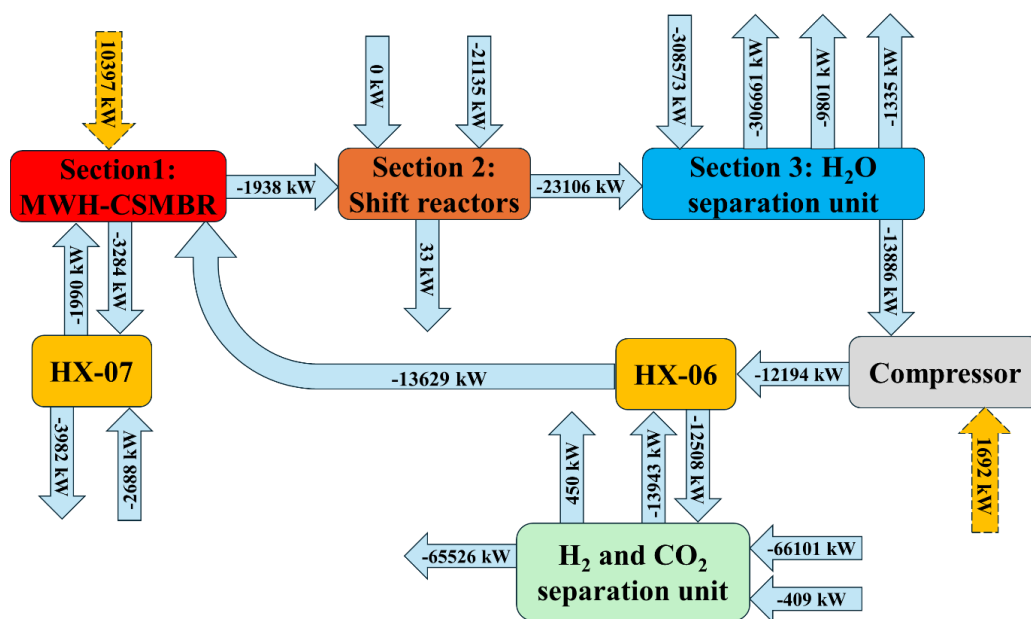 10397 kW
0 kW
-21135 kW
-308573 kW
-306661 kW
-9801 kW
-1335 kW
Section1:
MWH-CSMBR
-1938 kW
Section 2:
Shift reactors
-23106 kW
Section 3: H₂O
separation unit
-1990 kW
-3284 kW
33 kW
-13886 kW
HX-07
-13629 kW
HX-06
-12194 kW
Compressor
-3982 kW
-2688 kW
450 kW
-13943 kW
-12508 kW
1692 kW
-65526 kW
H₂ and CO₂
separation unit
-66101 kW
-409 kW